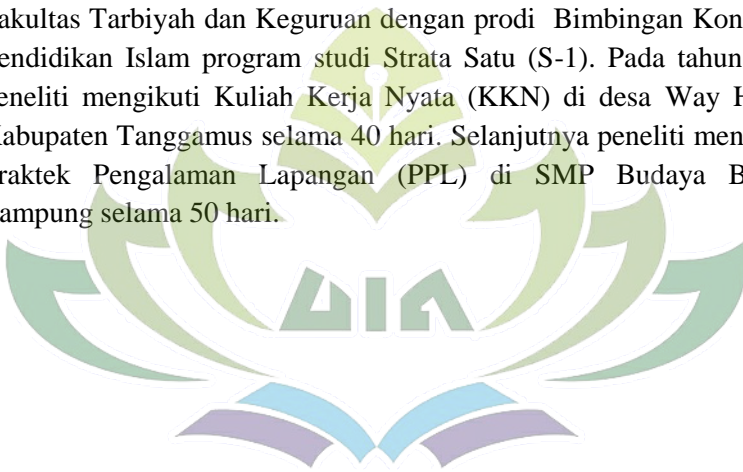 akultas Tarbiyah dan Keguruan dengan prodi Bimbingan Kon
endidikan Islam program studi Strata Satu (S-1). Pada tahun
eneliti mengikuti Kuliah Kerja Nyata (KKN) di desa Way H
Kabupaten Tanggamus selama 40 hari. Selanjutnya peneliti men
raktek Pengalaman Lapangan (PPL) di SMP Budaya B
ampung selama 50 hari.
UIN